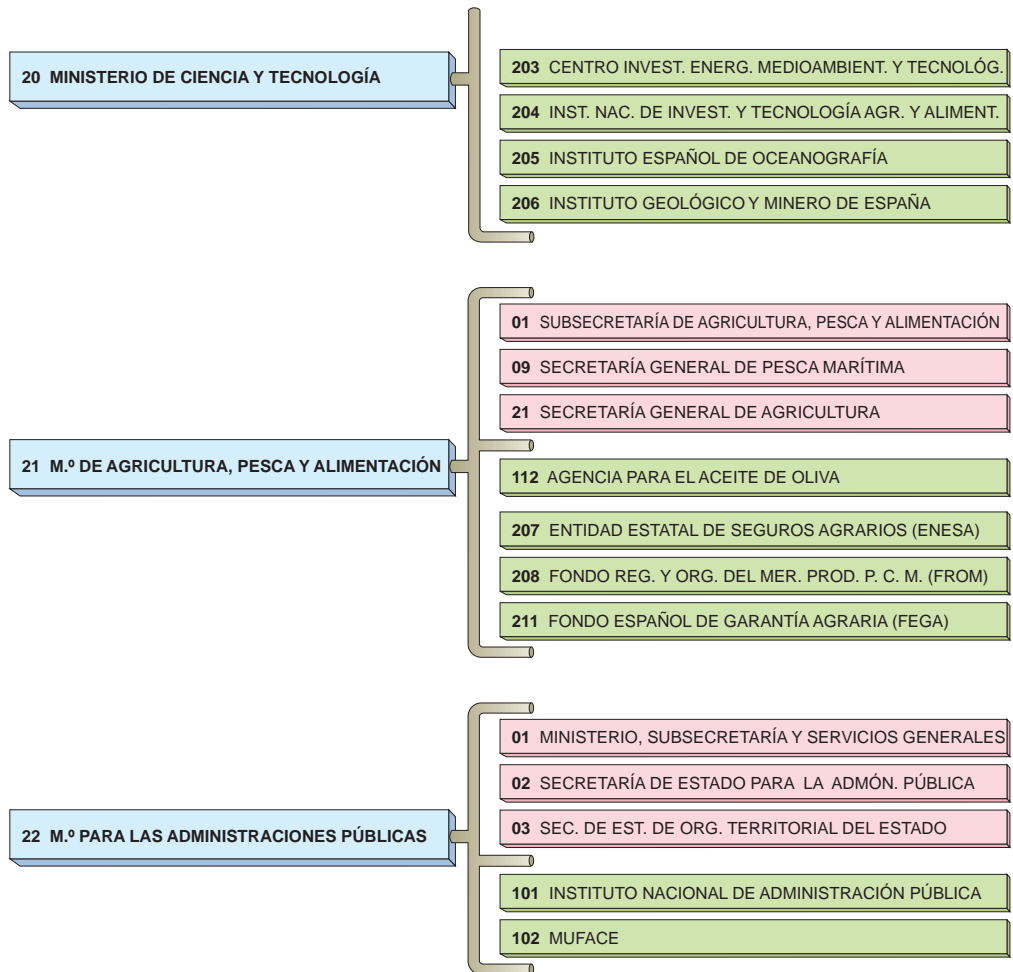 20 MINISTERIO DE CIENCIA Y TECNOLOGÍA
203 CENTRO INVEST. ENERG. MEDIOAMBIENT. Y TECNOLÓG.
204 INST. NAC. DE INVEST. Y TECNOLOGÍA AGR. Y ALIMENT.
205 INSTITUTO ESPAÑOL DE OCEANOGRAFÍA
206 INSTITUTO GEOLÓGICO Y MINERO DE ESPAÑA
21 M.º DE AGRICULTURA, PESCA Y ALIMENTACIÓN
01 SUBSECRETARÍA DE AGRICULTURA, PESCA Y ALIMENTACIÓN
09 SECRETARÍA GENERAL DE PESCA MARÍTIMA
21 SECRETARÍA GENERAL DE AGRICULTURA
112 AGENCIA PARA EL ACEITE DE OLIVA
207 ENTIDAD ESTATAL DE SEGUROS AGRARIOS (ENESA)
208 FONDO REG. Y ORG. DEL MER. PROD. P. C. M. (FROM)
211 FONDO ESPAÑOL DE GARANTÍA AGRARIA (FEGA)
22 M.º PARA LAS ADMINISTRACIONES PÚBLICAS
01 MINISTERIO, SUBSECRETARÍA Y SERVICIOS GENERALES
02 SECRETARÍA DE ESTADO PARA LA ADMÓN. PÚBLICA
03 SEC. DE EST. DE ORG. TERRITORIAL DEL ESTADO
101 INSTITUTO NACIONAL DE ADMINISTRACIÓN PÚBLICA
102 MUFACE